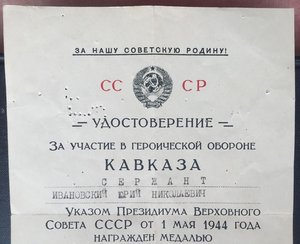 ЗА НАШУ СОВЕТСКУЮ РОДИНУ!
СС СР
УДОСТОВЕРЕНИЕ
ЗА УЧАСТИЕ В ГЕРОИЧЕСКОЙ ОБОРОНЕ
КАВКАЗА
СЕРЖАНТ
ИВАНОВСКИЙ ЮРИЙ НИКОЛАЕВИЧ
УКАЗОМ ПРЕЗИДИУМА ВЕРХОВНОГО
СОВЕТА СССР ОТ 1 МАЯ 1944 ГОДА
НАГРАЖДЕН МЕДАЛЬЮ